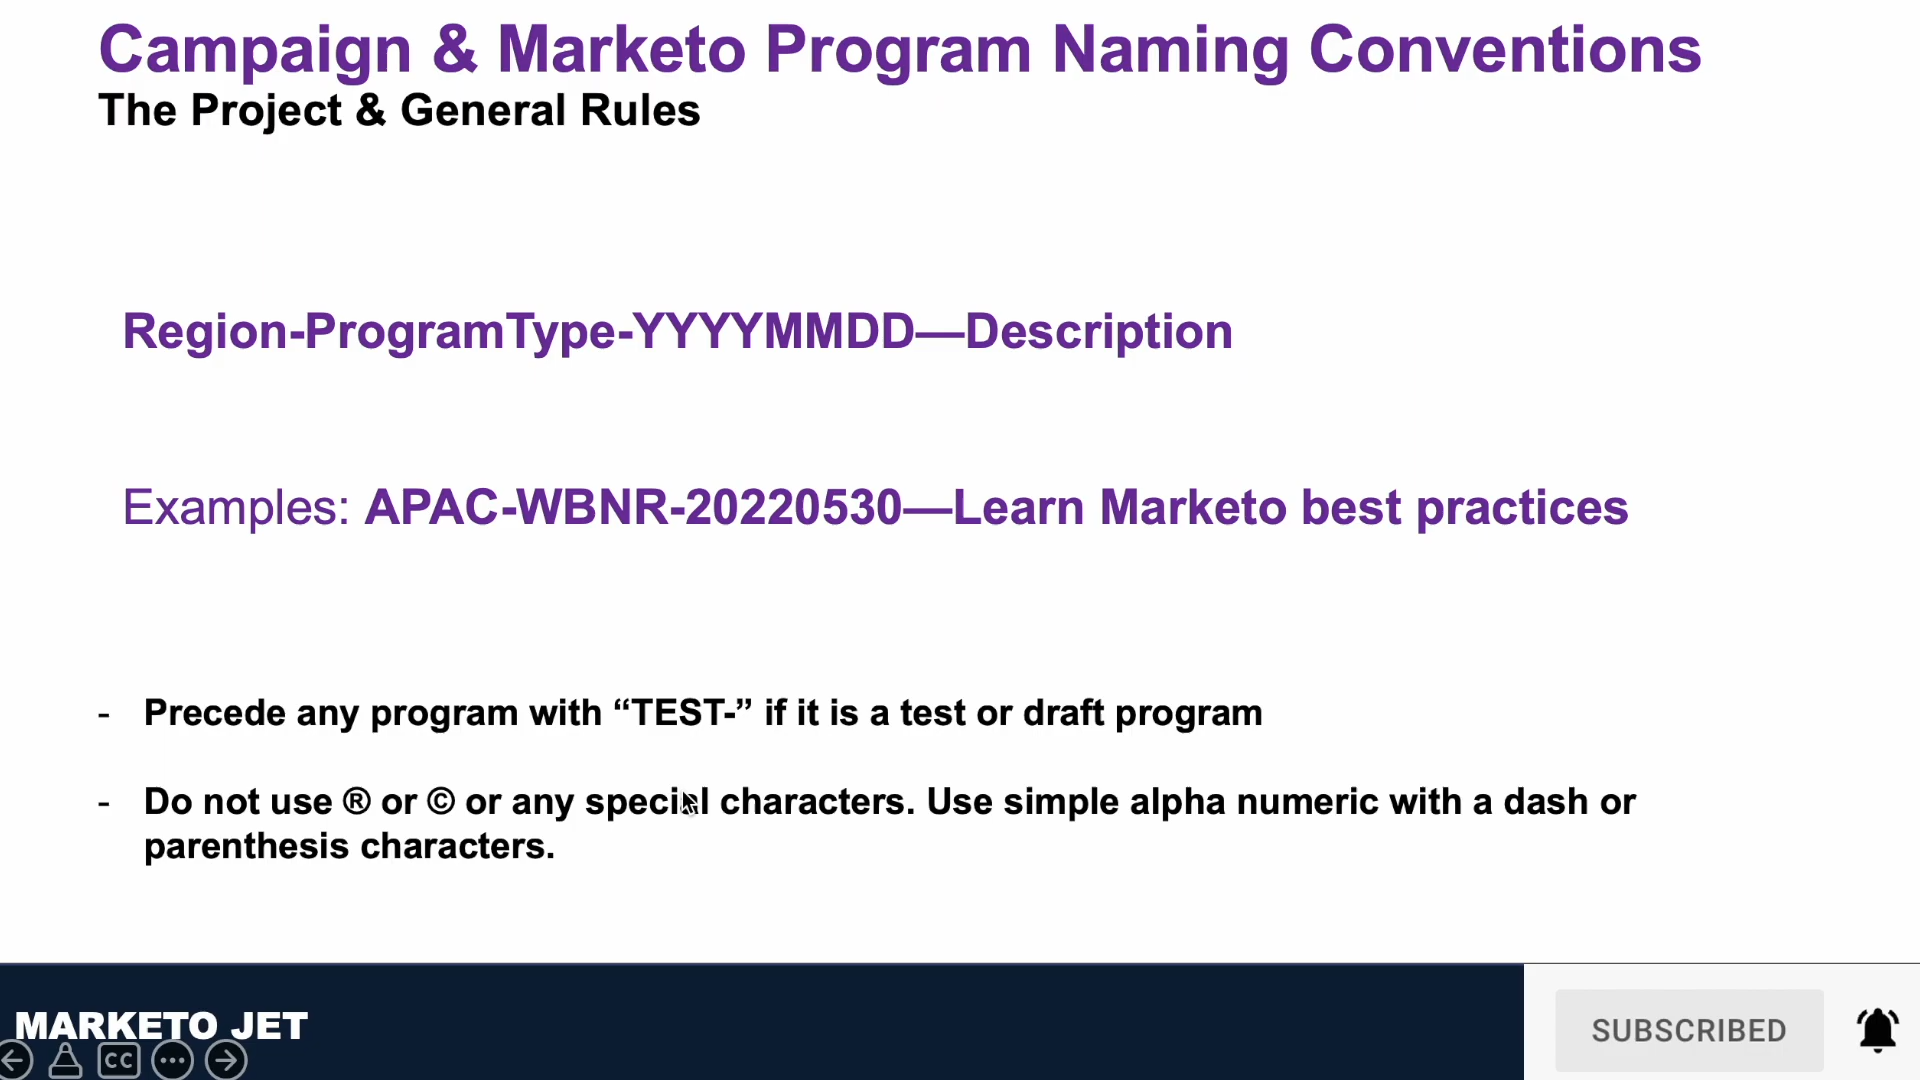 Campaign & Marketo Program Naming Conventions
The Project & General Rules
Region-ProgramType-YYYYMMDD—Description
Examples: APAC-WBNR-20220530—Learn Marketo best practices
- Precede any program with “TEST-” if it is a test or draft program
- Do not use ® or © or any special characters. Use simple alpha numeric with a dash or
parenthesis characters.
MARKETO JET
CC
SUBSCRIBED